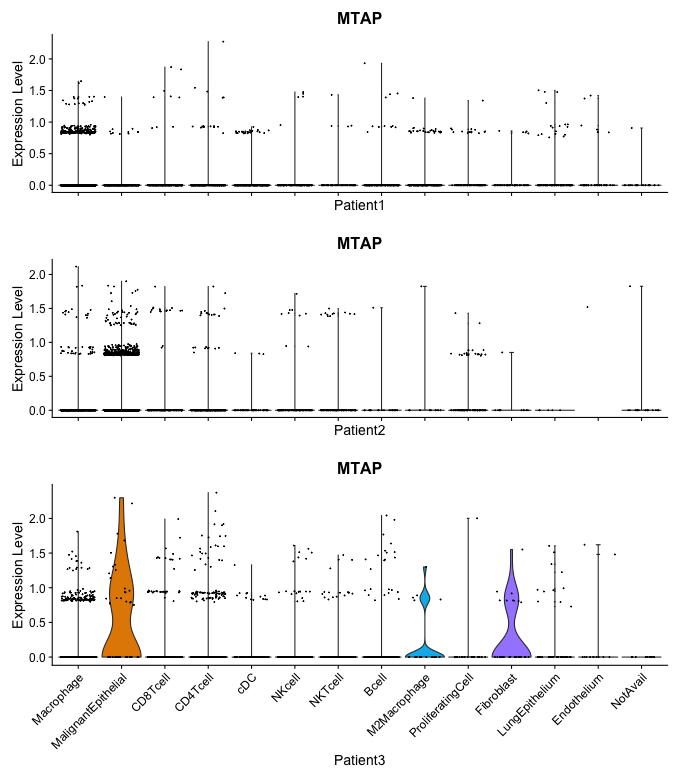 MTAP
Expression Level
2.0
1.5
1.0
0.5
0.0
Patient1
MTAP
Expression Level
2.0
1.5
1.0
0.5
0.0
Patient2
MTAP
Expression Level
2.0
1.5
1.0
0.5
0.0
Macrophage
MalignantEpithelial
CD8Tcell
CD4Tcell
cDC
NKcell
NKTcell
Bcell
M2Macrophage
ProliferatingCell
Fibroblast
LungEpithelium
Endothelium
NotAvail
Patient3